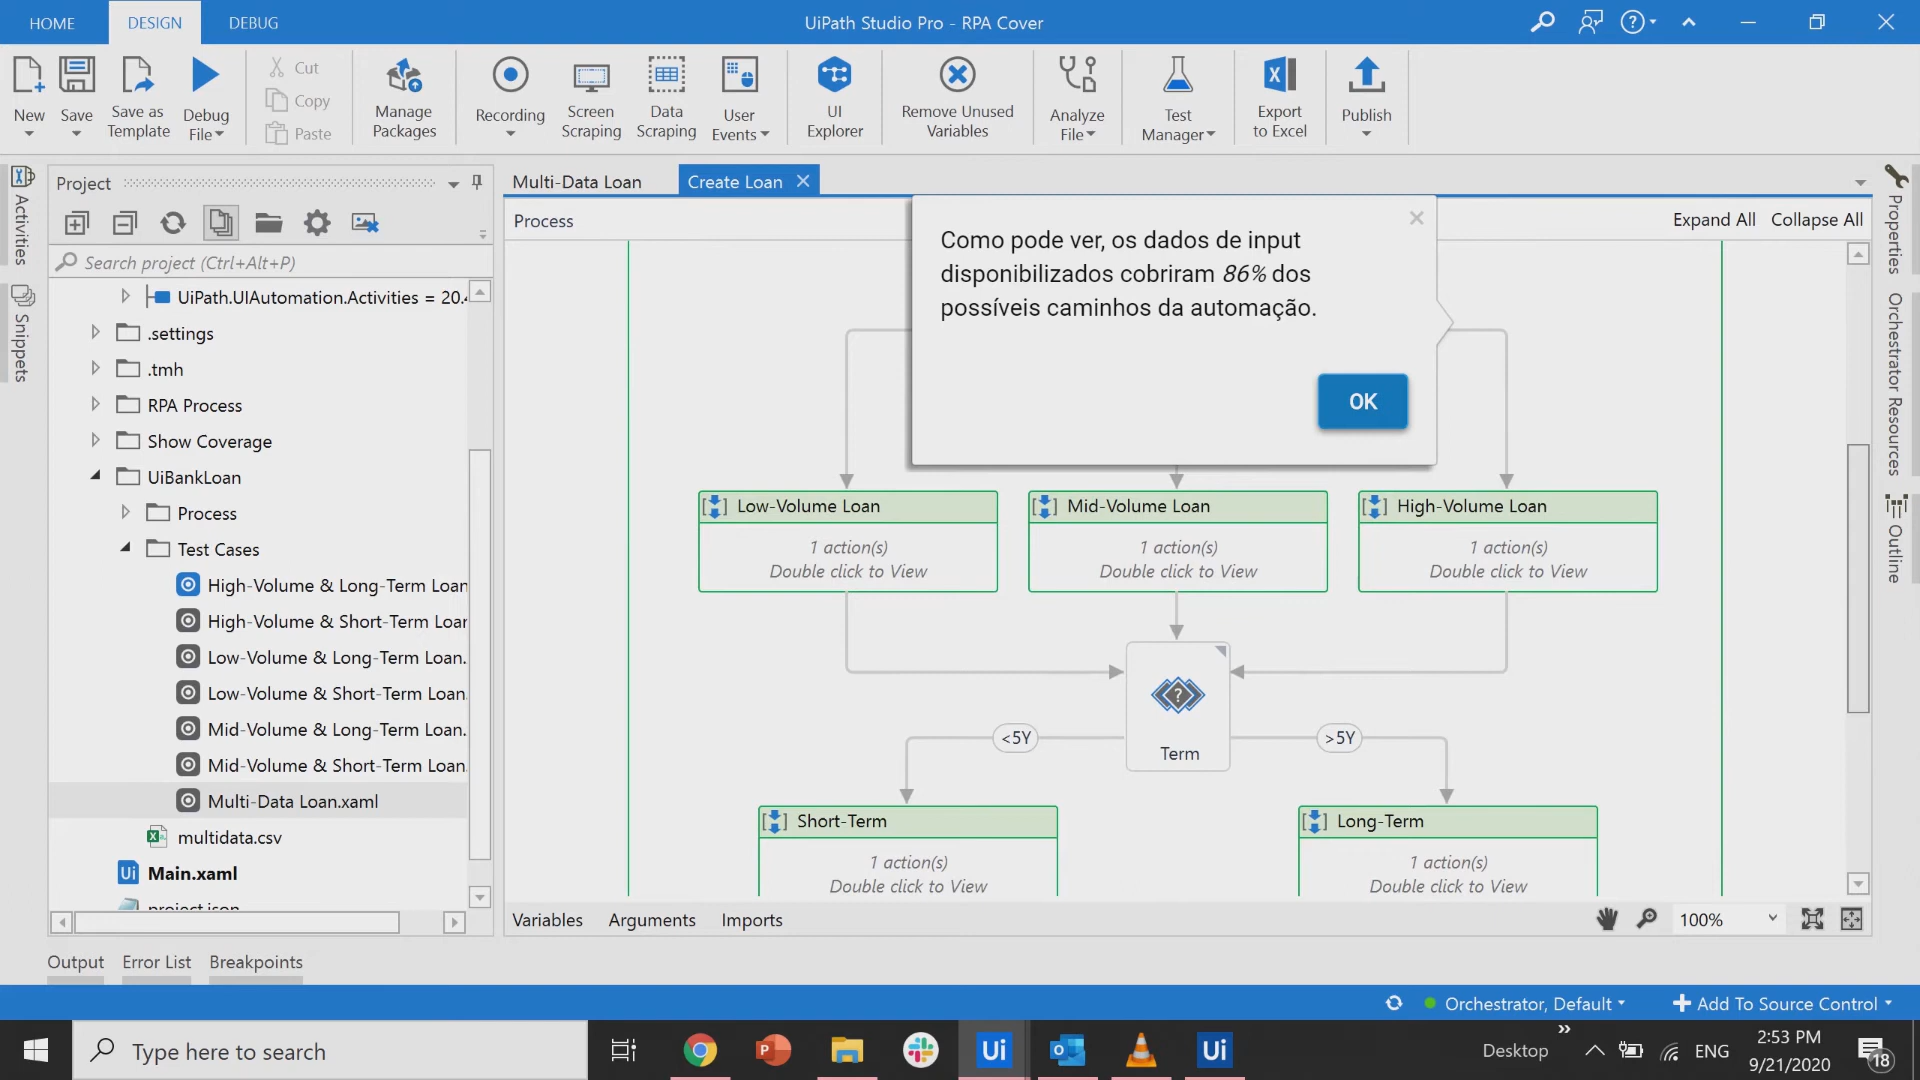 HOME
DESIGN
DEBUG
UiPath Studio Pro - RPA Cover
New
Save
Save as
Template
Debug
File
Cut
Copy
Paste
Manage
Packages
Recording
Screen
Scraping
Data
Scraping
User
Events
UI
Explorer
Remove Unused
Variables
Analyze
File
Test
Manager
Export
to Excel
Publish
Project
Search project (Ctrl+Alt+P)
Activities
Snippets
UiPath.UIAutomation.Activities = 20.
.settings
.tmh
RPA Process
Show Coverage
UiBankLoan
Process
Test Cases
High-Volume & Long-Term Loan
High-Volume & Short-Term Loan
Low-Volume & Long-Term Loan.
Low-Volume & Short-Term Loan.
Mid-Volume & Long-Term Loan.
Mid-Volume & Short-Term Loan.
Multi-Data Loan.xaml
multidata.csv
Ui Main.xaml
project.json
Multi-Data Loan
Create Loan
Process
Expand All
Collapse All
Como pode ver, os dados de input
disponibilizados cobriram 86% dos
possíveis caminhos da automação.
OK
Low-Volume Loan
1 action(s)
Double click to View
Mid-Volume Loan
1 action(s)
Double click to View
High-Volume Loan
1 action(s)
Double click to View
?
Term
<5Y
>5Y
Short-Term
1 action(s)
Double click to View
Long-Term
1 action(s)
Double click to View
Variables
Arguments
Imports
100%
Properties
Orchestrator Resources
Outline
Output
Error List
Breakpoints
Orchestrator, Default
Add To Source Control
Type here to search
Ui
Ui
Desktop
ENG
2:53 PM
9/21/2020
18